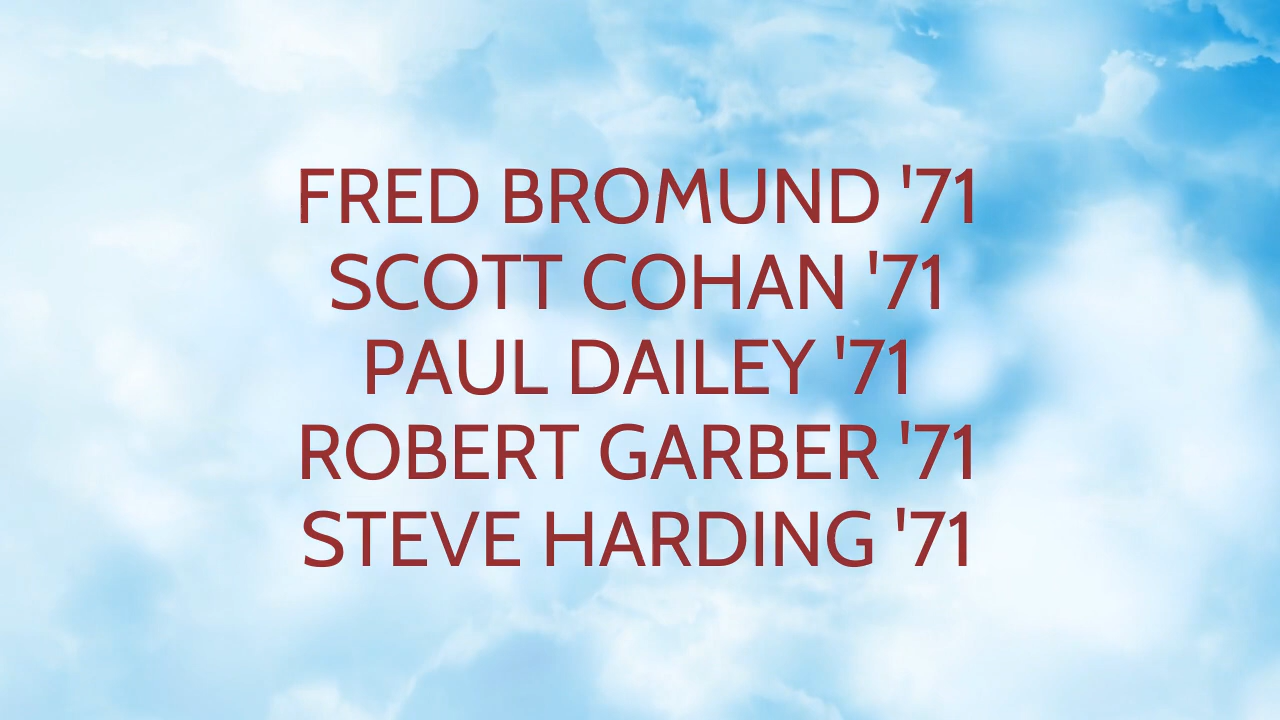 FRED BROMUND '71
SCOTT COHAN '71
PAUL DAILEY '71
ROBERT GARBER '71
STEVE HARDING '71